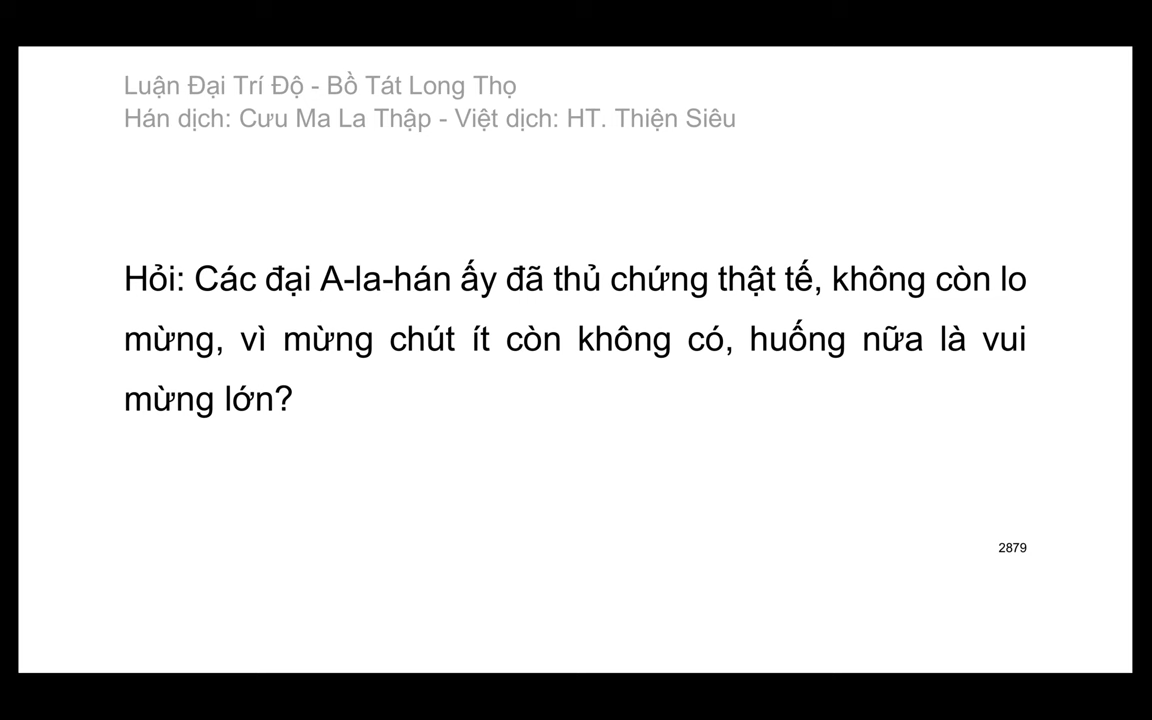 Luận Đại Trí Độ - Bồ Tát Long Thọ
Hán dịch: Cưu Ma La Thập - Việt dịch: HT. Thiện Siêu
Hỏi: Các đại A-la-hán ấy đã thủ chứng thật tế, không còn lo
mừng, vì mừng chút ít còn không có, huống nữa là vui
mừng lớn?
2879